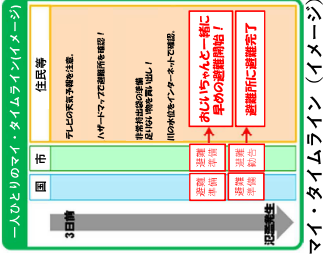 一人ひとりのマイ・タイムライン(イメージ)
住民等
市
国
テレビの天気予報を注意。
ハザードマップで避難所を確認!
非常持出袋の準備
足りない物を買い出し!
川の水位をインターネットで確認。
おじいちゃんと一緒に
早めの避難開始!
避難所に避難完了
避難
準備
避難
勧告
避難
準備
避難
準備
3日前
氾濫発生
マイ・タイムライン(イメージ)